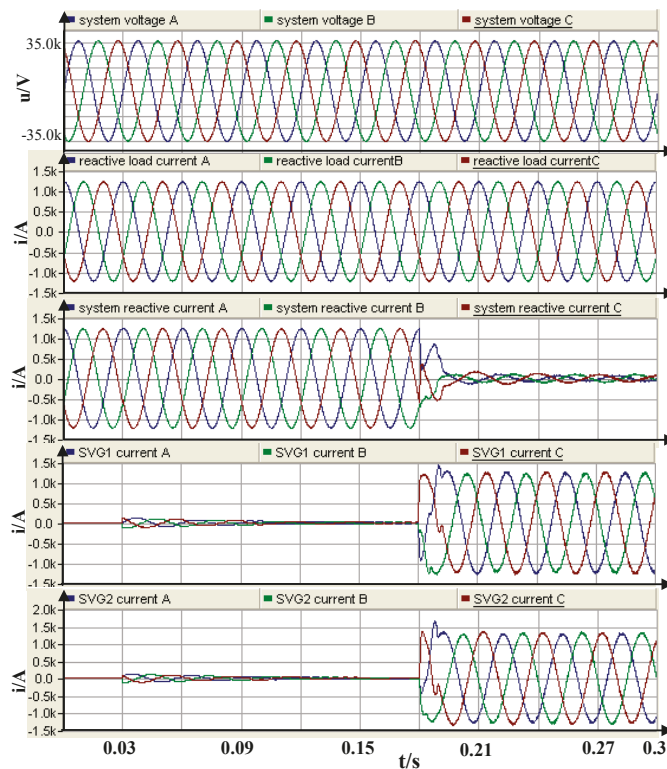 system voltage A system voltage B system voltage C
35.0k
u/V
-35.0k
reactive load current A reactive load currentB reactive load currentC
1.5k
1.0k
0.5k
0.0
-0.5k
-1.0k
-1.5k
i/A
system reactive current A system reactive current B system reactive current C
1.5k
1.0k
0.5k
0.0
-0.5k
-1.0k
-1.5k
i/A
SVG1 current A SVG1 current B SVG1 current C
1.5k
1.0k
0.5k
0.0
-0.5k
-1.0k
-1.5k
i/A
SVG2 current A SVG2 current B SVG2 current C
2.0k
1.5k
1.0k
0.5k
0.0
-0.5k
-1.0k
-1.5k
i/A
0.03 0.09 0.15 0.21 0.27 0.3
t/s